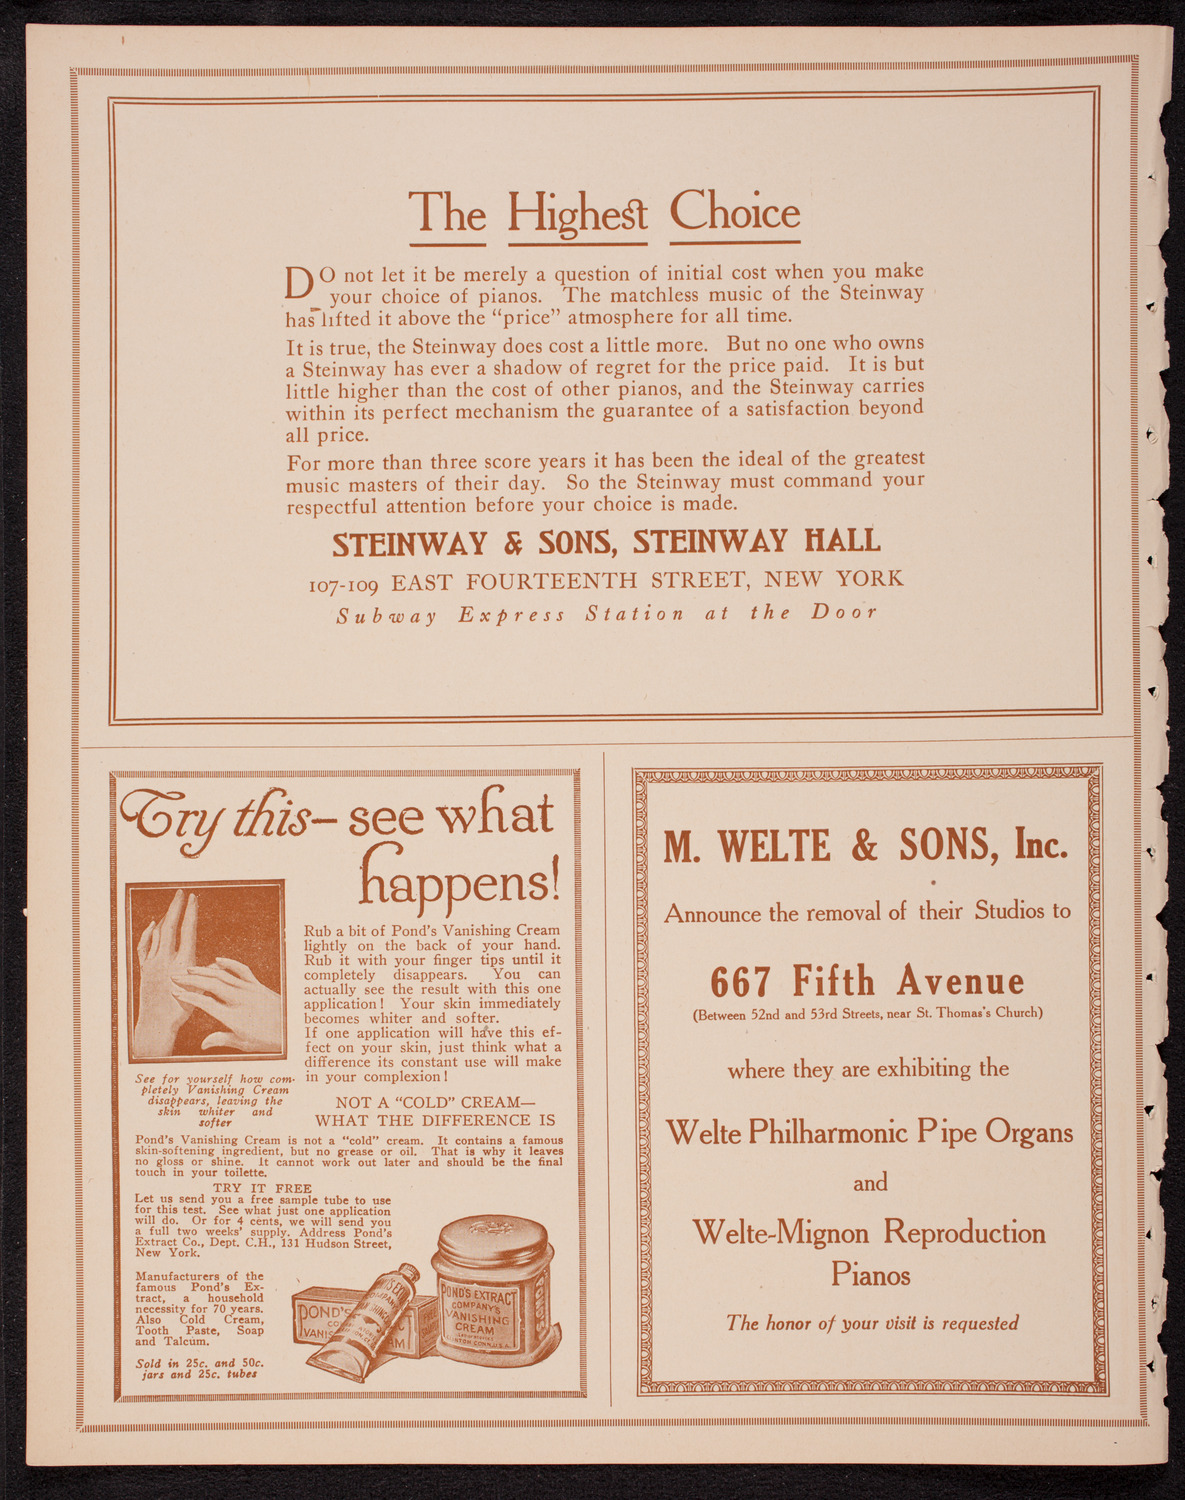 The Highest Choice
DO not let it be merely a question of initial cost when you make
your choice of pianos. The matchless music of the Steinway
has lifted it above the “price” atmosphere for all time.
It is true, the Steinway does cost a little more. But no one who owns
a Steinway has ever a shadow of regret for the price paid. It is but
little higher than the cost of other pianos, and the Steinway carries
within its perfect mechanism the guarantee of a satisfaction beyond
all price.
For more than three score years it has been the ideal of the greatest
music masters of their day. So the Steinway must command your
respectful attention before your choice is made.
STEINWAY & SONS, STEINWAY HALL
107-109 EAST FOURTEENTH STREET, NEW YORK
Subway Express Station at the Door
Try this—see what
happens!
Rub a bit of Pond's Vanishing Cream
lightly on the back of your hand.
Rub it with your finger tips until it
completely disappears. You can
actually see the result with this one
application! Your skin immediately
becomes whiter and softer.
If one application will have this ef-
fect on your skin, just think what a
difference its constant use will make
in your complexion!
See for yourself how com-
pletely Vanishing Cream
disappears, leaving the
skin whiter and
softer
NOT A “COLD” CREAM—
WHAT THE DIFFERENCE IS
Pond's Vanishing Cream is not a “cold” cream. It contains a famous
skin-softening ingredient, but no grease or oil. That is why it leaves
no gloss or shine. It cannot work out later and should be the final
touch in your toilette.
TRY IT FREE
Let us send you a free sample tube to use
for this test. See what just one application
will do. Or for 4 cents, we will send you
a full two weeks' supply. Address Pond's
Extract Co., Dept. C.H., 131 Hudson Street,
New York.
Manufacturers of the
famous Pond's Ex-
tract, a household
necessity for 70 years.
Also Cold Cream,
Tooth Paste, Soap
and Talcum.
Sold in 25c. and 50c.
jars and 25c. tubes
POND'S
VANIS
AM
POND'S EXTRACT
COMPANY'S
VANISHING
CREAM
M. WELTE & SONS, Inc.
Announce the removal of their Studios to
667 Fifth Avenue
(Between 52nd and 53rd Streets, near St. Thomas's Church)
where they are exhibiting the
Welte Philharmonic Pipe Organs
and
Welte-Mignon Reproduction
Pianos
The honor of your visit is requested